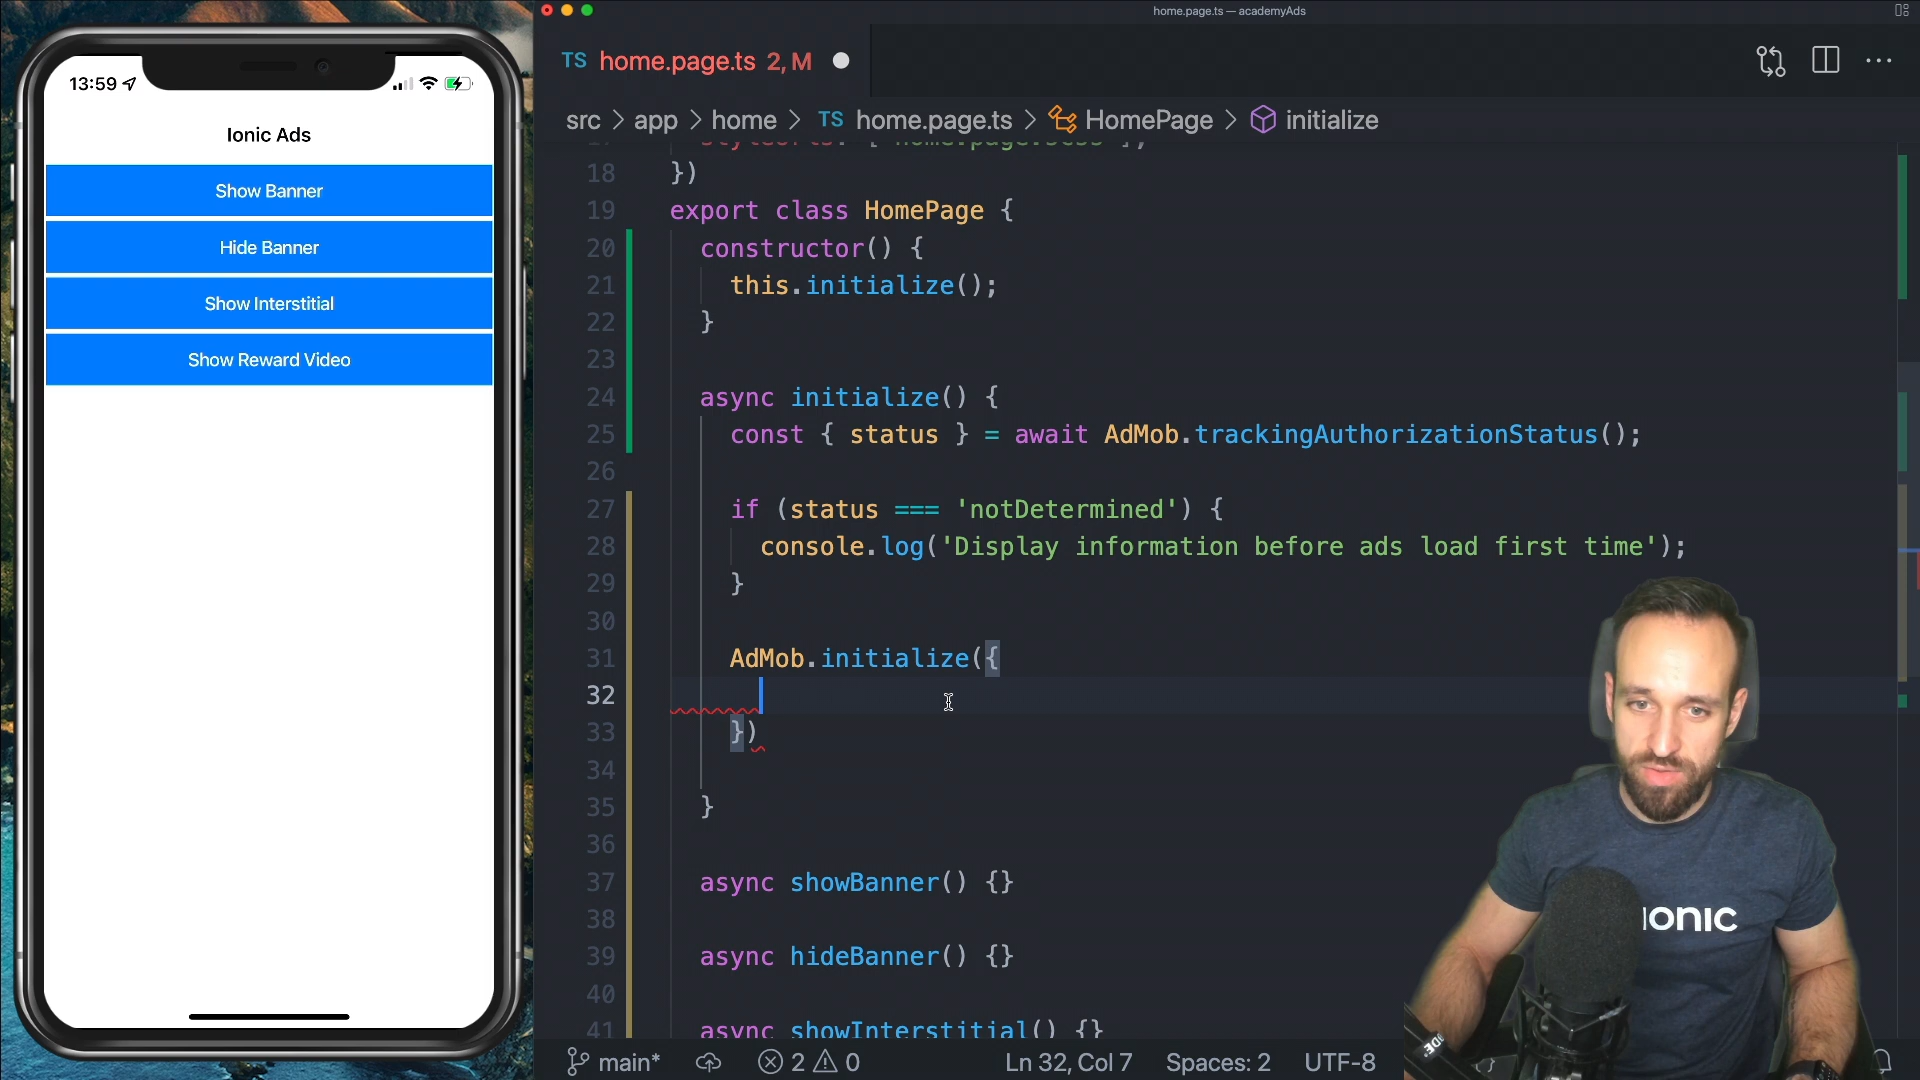 home.page.ts — academyAds
TS home.page.ts 2, M
src > app > home > TS home.page.ts > HomePage > initialize
13:59
Ionic Ads
Show Banner
Hide Banner
Show Interstitial
Show Reward Video
18 })
19 export class HomePage {
20 constructor() {
21 this.initialize();
22 }
23
24 async initialize() {
25 const { status } = await AdMob.trackingAuthorizationStatus();
26
27 if (status === 'notDetermined') {
28 console.log('Display information before ads load first time');
29 }
30
31 AdMob.initialize({
32
33 })
34
35 }
36
37 async showBanner() {}
38
39 async hideBanner() {}
40
41 async showInterstitial() {}
main* 2 0 Ln 32, Col 7 Spaces: 2 UTF-8
ionic